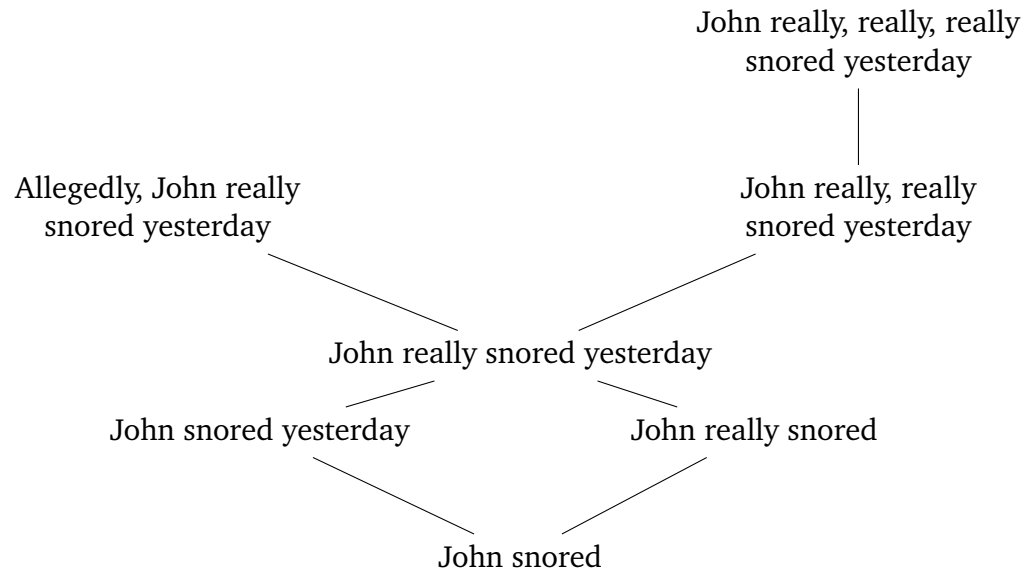 John really, really, really
snored yesterday
Allegedly, John really
snored yesterday
John really, really
snored yesterday
John really snored yesterday
John snored yesterday
John really snored
John snored